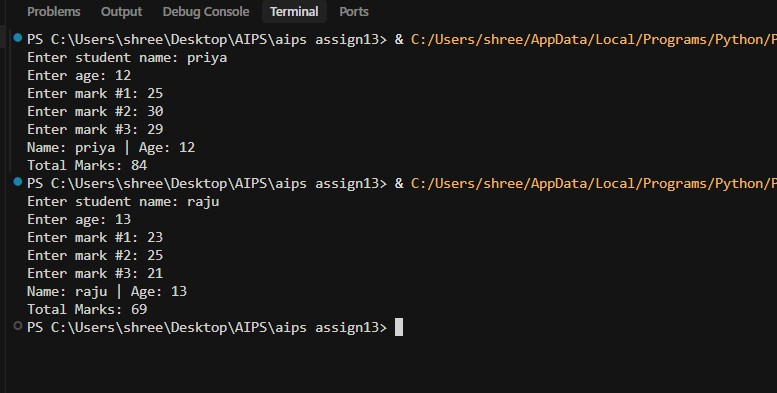 Problems Output Debug Console Terminal Ports
PS C:\Users\shree\Desktop\AIPS\aips assign13> & C:/Users/shree/AppData/Local/Programs/Python/P
Enter student name: priya
Enter age: 12
Enter mark #1: 25
Enter mark #2: 30
Enter mark #3: 29
Name: priya | Age: 12
Total Marks: 84
PS C:\Users\shree\Desktop\AIPS\aips assign13> & C:/Users/shree/AppData/Local/Programs/Python/P
Enter student name: raju
Enter age: 13
Enter mark #1: 23
Enter mark #2: 25
Enter mark #3: 21
Name: raju | Age: 13
Total Marks: 69
PS C:\Users\shree\Desktop\AIPS\aips assign13>